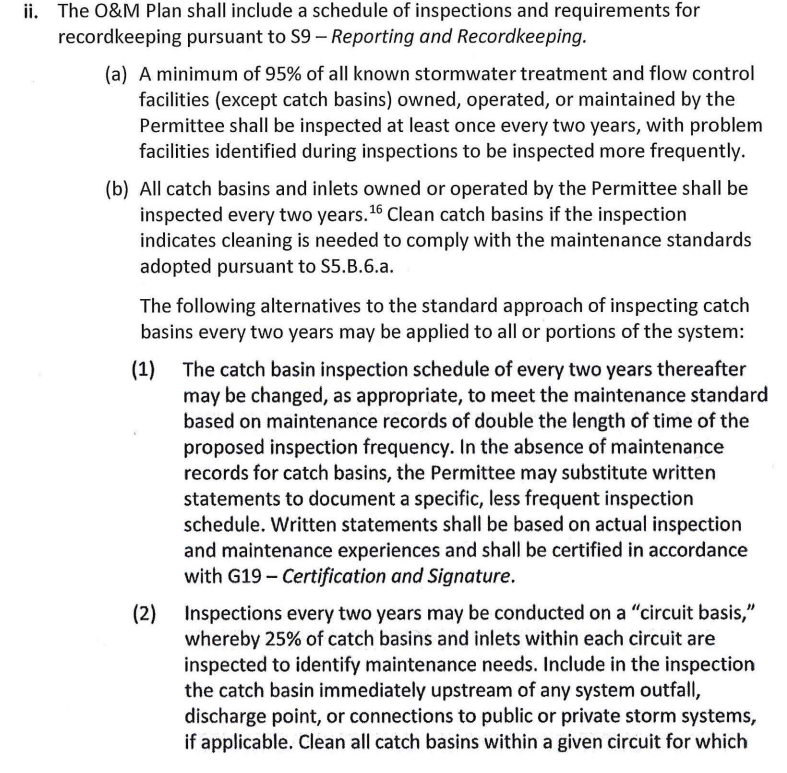 ii. The O&M Plan shall include a schedule of inspections and requirements for
recordkeeping pursuant to S9 – Reporting and Recordkeeping.
(a) A minimum of 95% of all known stormwater treatment and flow control
facilities (except catch basins) owned, operated, or maintained by the
Permittee shall be inspected at least once every two years, with problem
facilities identified during inspections to be inspected more frequently.
(b) All catch basins and inlets owned or operated by the Permittee shall be
inspected every two years.16 Clean catch basins if the inspection
indicates cleaning is needed to comply with the maintenance standards
adopted pursuant to S5.B.6.a.
The following alternatives to the standard approach of inspecting catch
basins every two years may be applied to all or portions of the system:
(1) The catch basin inspection schedule of every two years thereafter
may be changed, as appropriate, to meet the maintenance standard
based on maintenance records of double the length of time of the
proposed inspection frequency. In the absence of maintenance
records for catch basins, the Permittee may substitute written
statements to document a specific, less frequent inspection
schedule. Written statements shall be based on actual inspection
and maintenance experiences and shall be certified in accordance
with G19 – Certification and Signature.
(2) Inspections every two years may be conducted on a “circuit basis,”
whereby 25% of catch basins and inlets within each circuit are
inspected to identify maintenance needs. Include in the inspection
the catch basin immediately upstream of any system outfall,
discharge point, or connections to public or private storm systems,
if applicable. Clean all catch basins within a given circuit for which